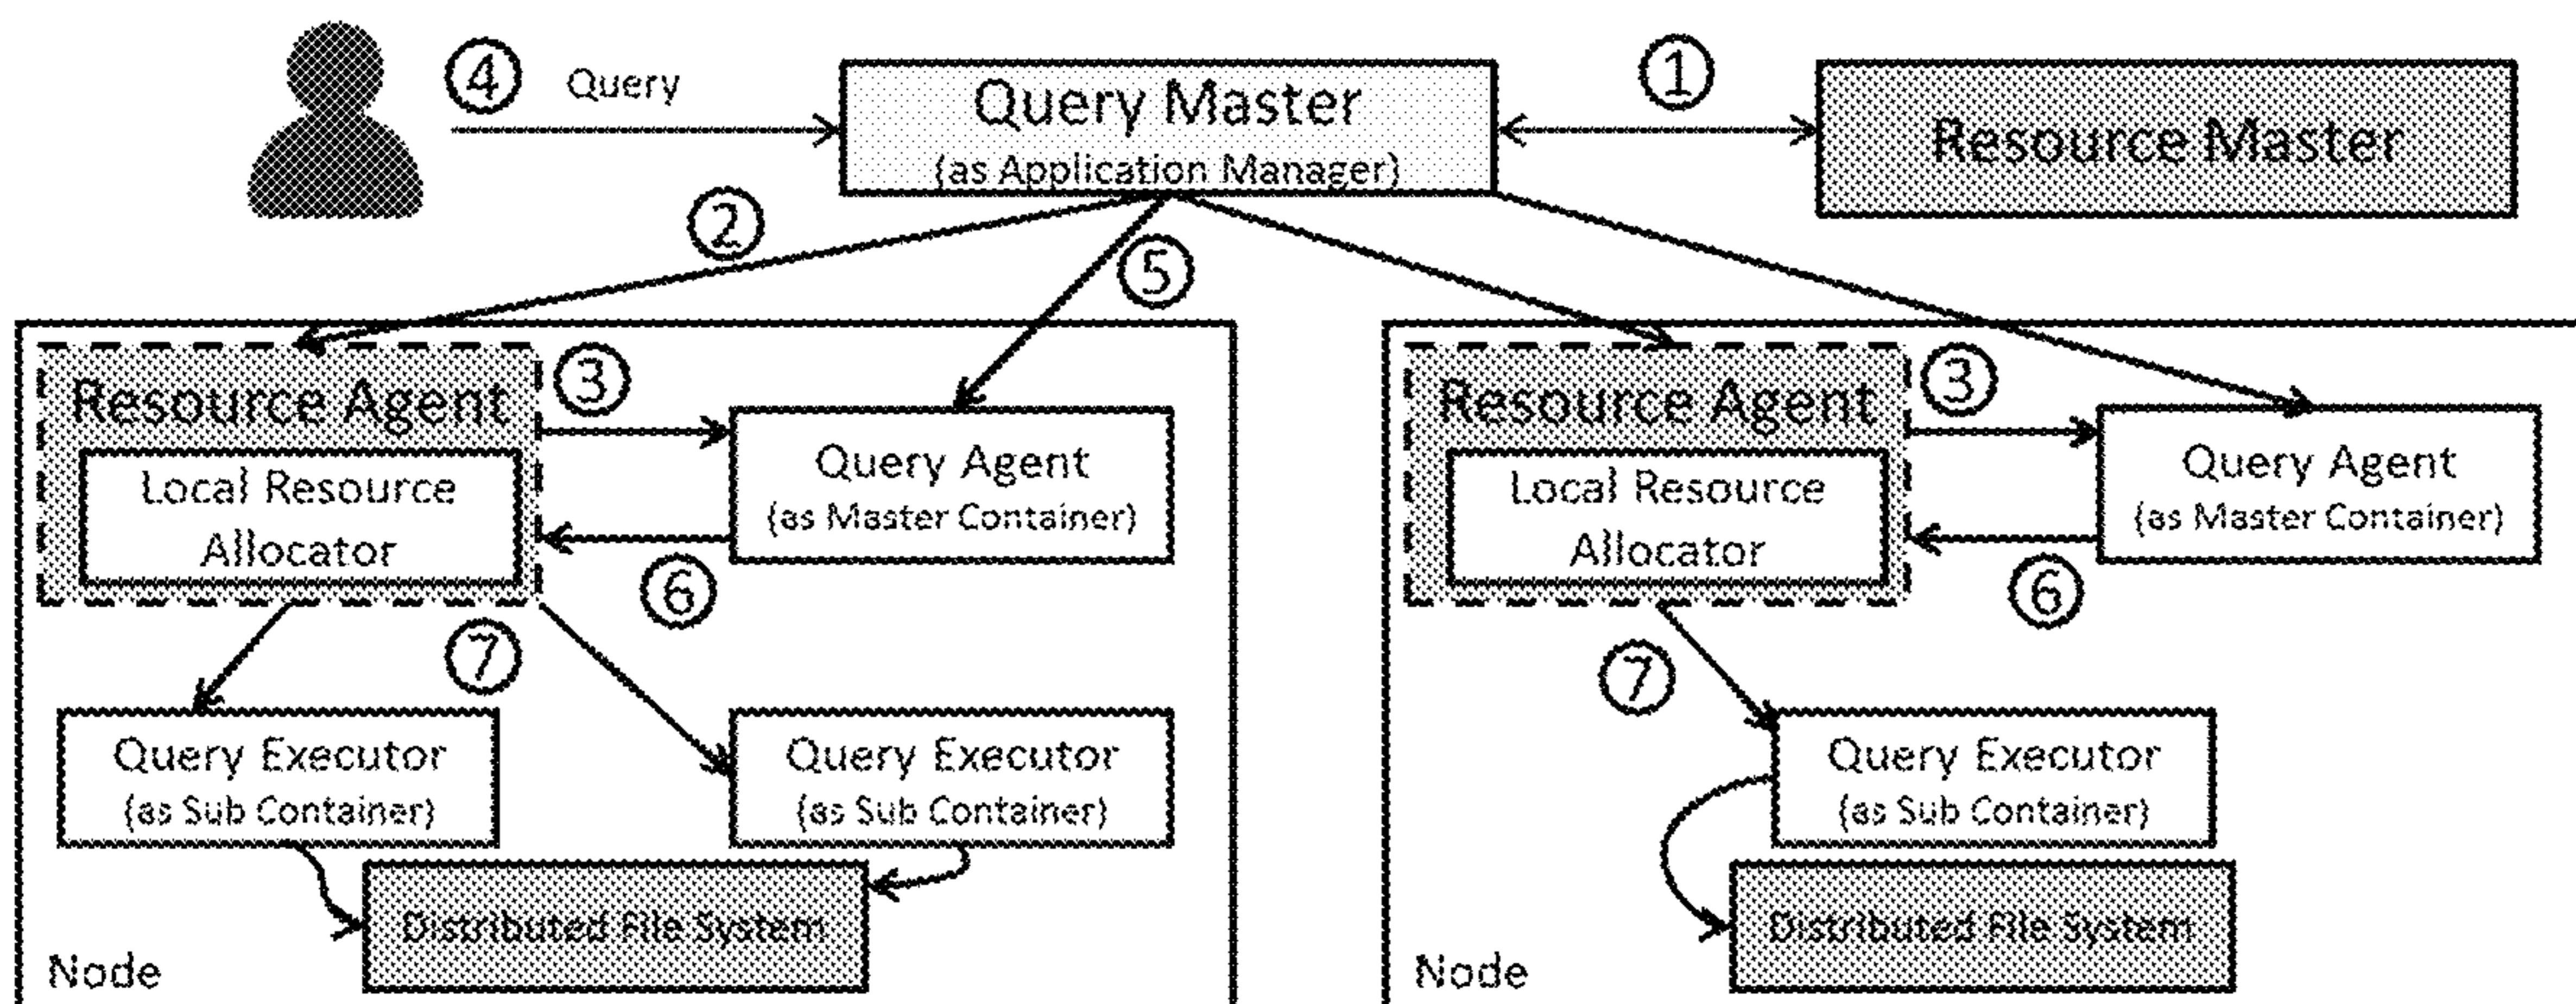 ④ Query
Query Master
(as Application Manager)
①
Resource Master
②
⑤
Resource Agent
Local Resource
Allocator
③
Query Agent
(as Master Container)
⑥
⑦
Query Executor
(as Sub Container)
Query Executor
(as Sub Container)
Distributed File System
Node
Resource Agent
Local Resource
Allocator
③
Query Agent
(as Master Container)
⑥
⑦
Query Executor
(as Sub Container)
Distributed File System
Node